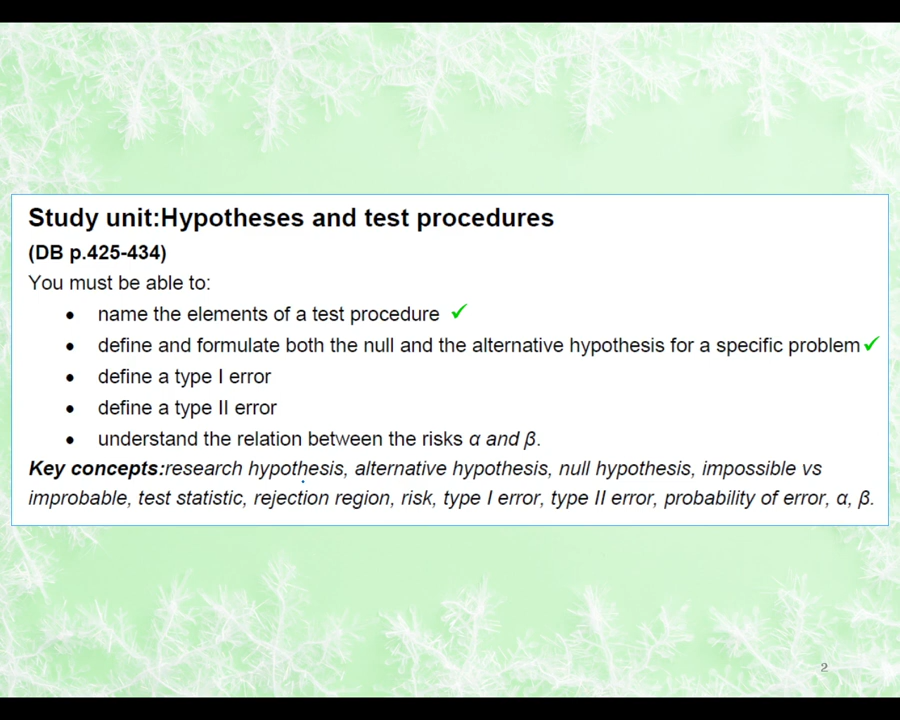 Study unit:Hypotheses and test procedures
(DB p.425-434)
You must be able to:
• name the elements of a test procedure ✓
• define and formulate both the null and the alternative hypothesis for a specific problem ✓
• define a type I error
• define a type II error
• understand the relation between the risks α and β.
Key concepts:research hypothesis, alternative hypothesis, null hypothesis, impossible vs
improbable, test statistic, rejection region, risk, type I error, type II error, probability of error, α, β.
2